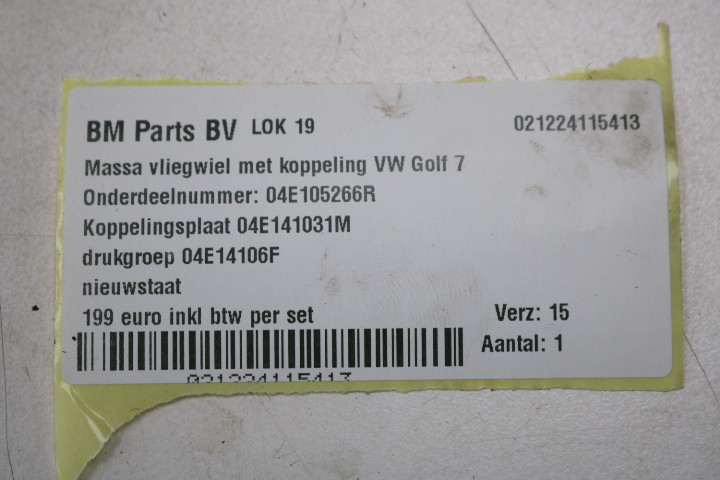 BM Parts BV LOK 19 021224115413
Massa vliegwiel met koppeling VW Golf 7
Onderdeelnummer: 04E105266R
Koppelingsplaat 04E141031M
drukgroep 04E14106F
nieuwstaat
199 euro inkl btw per set Verz: 15
Aantal: 1
021224115413